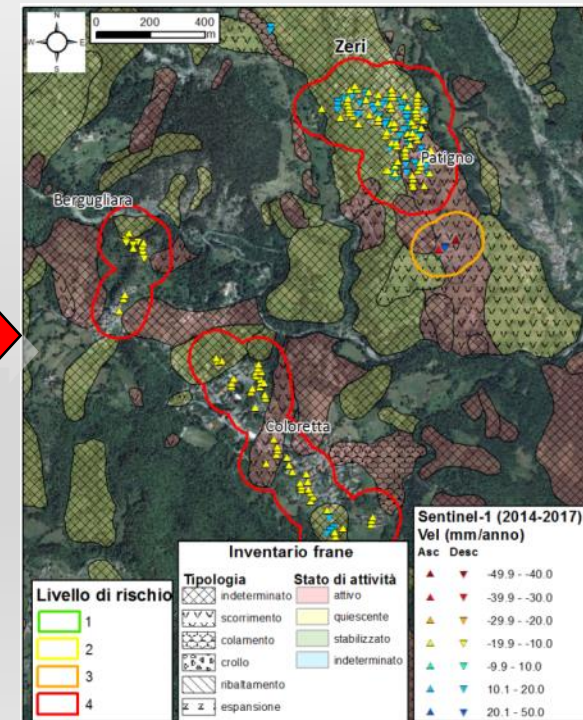 N
W E
S
0 200 400
m
Zeri
Patigno
Bergugliara
Coloretta
Livello di rischio
1
2
3
4
Inventario frane
Tipologia
indeterminato
scorrimento
colamento
crollo
ribaltamento
espansione
Stato di attività
attivo
quiescente
stabilizzato
indeterminato
Sentinel-1 (2014-2017)
Vel (mm/anno)
Asc Desc
-49.9 - -40.0
-39.9 - -30.0
-29.9 - -20.0
-19.9 - -10.0
-9.9 - 10.0
10.1 - 20.0
20.1 - 50.0